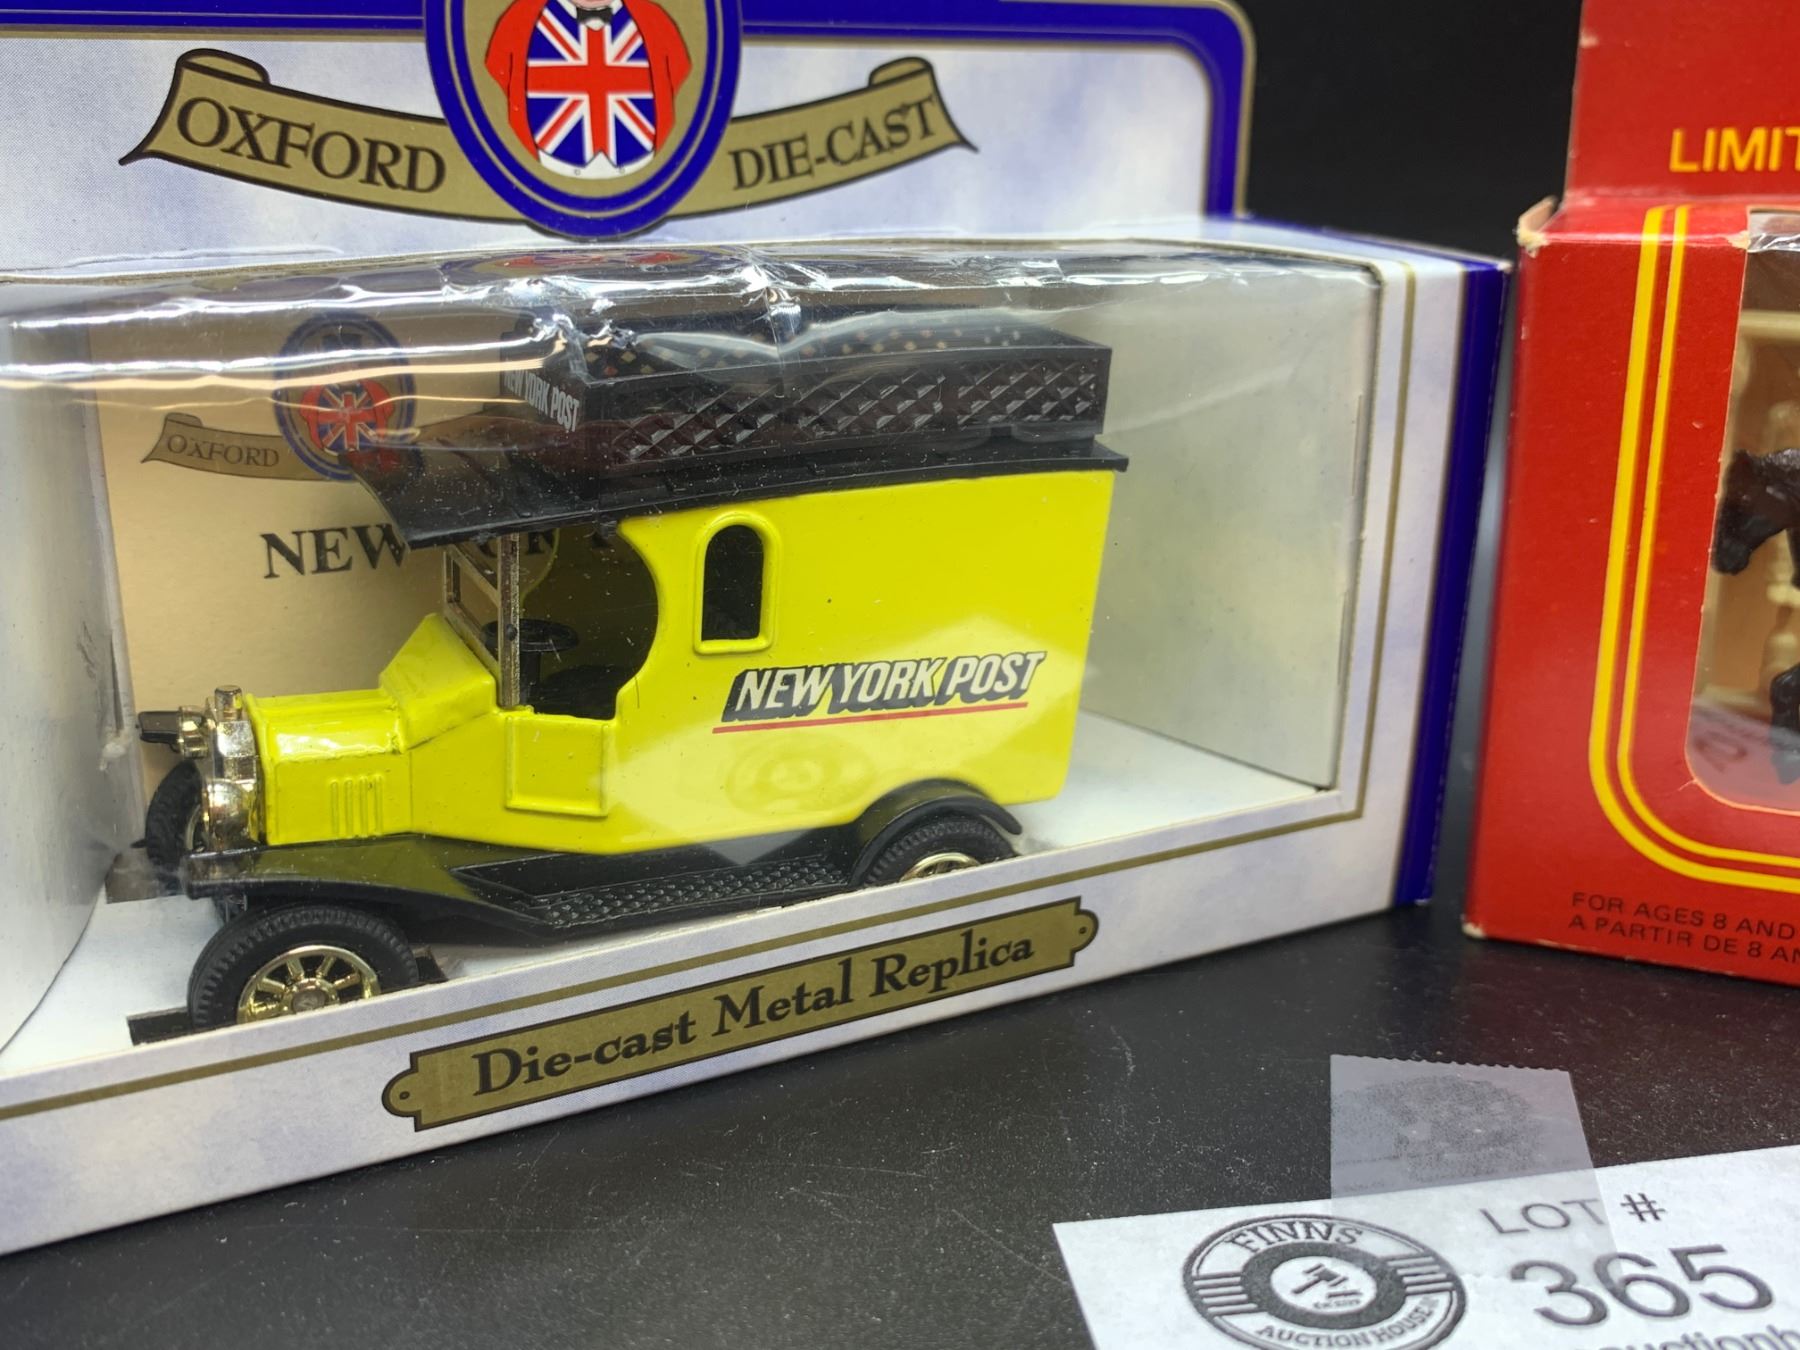 OXFORD DIE-CAST
NEW YORK POST
OXFORD
NEW
NEW YORK POST
Die-cast Metal Replica
LIMIT
FOR AGES 8 AND
A PARTIR DE 8 AN
LOT #
365
FINNS
AUCTION HOUSE